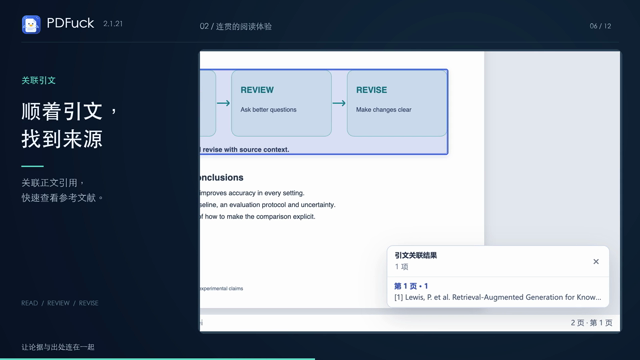 PDFuck 2.1.21
02 / 连贯的阅读体验
06 / 12
关联引文
顺着引文，
找到来源
关联正文引用，
快速查看参考文献。
READ / REVIEW / REVISE
让论据与出处连在一起
REVIEW
Ask better questions
REVISE
Make changes clear
revise with source context.
onclusions
improves accuracy in every setting.
seline, an evaluation protocol and uncertainty.
of how to make the comparison explicit.
experimental claims
引文关联结果
1 项
第 1 页 · 1
[1] Lewis, P. et al. Retrieval-Augmented Generation for Know...
2 页 · 第 1 页